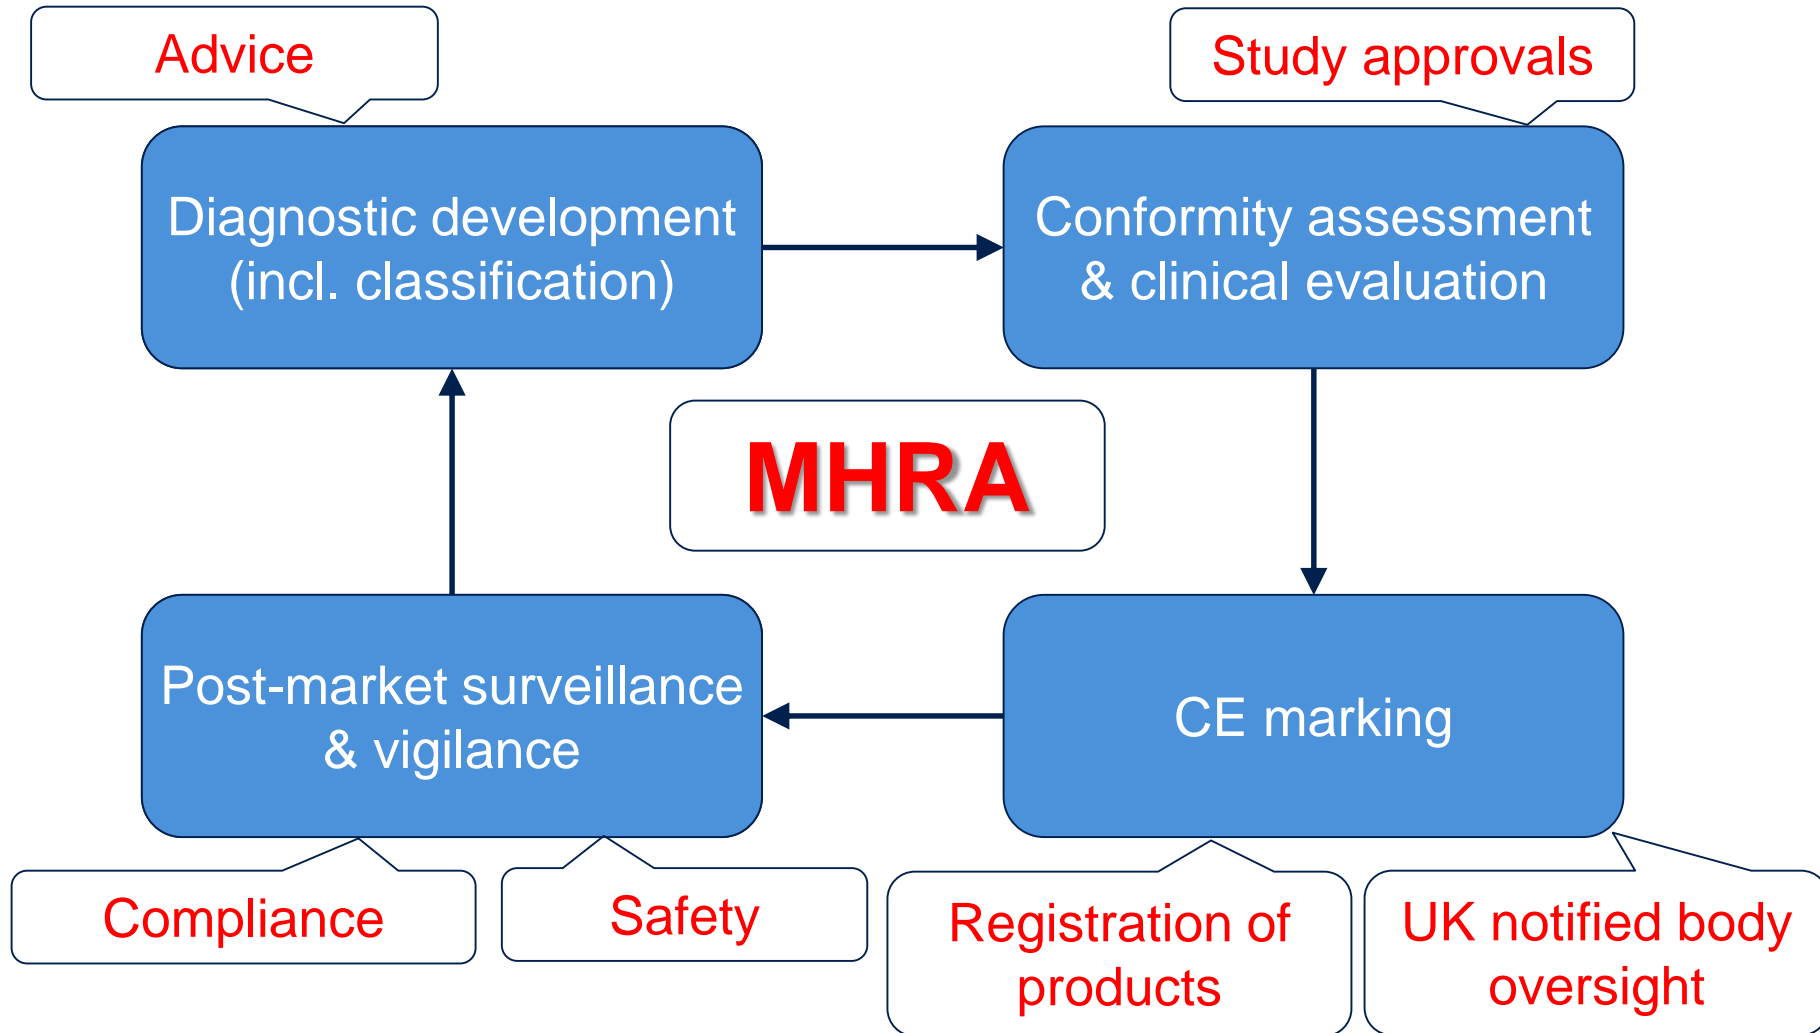 Advice
Study approvals
Diagnostic development
(incl. classification)
Conformity assessment
& clinical evaluation
MHRA
Post-market surveillance
& vigilance
CE marking
Compliance
Safety
Registration of
products
UK notified body
oversight